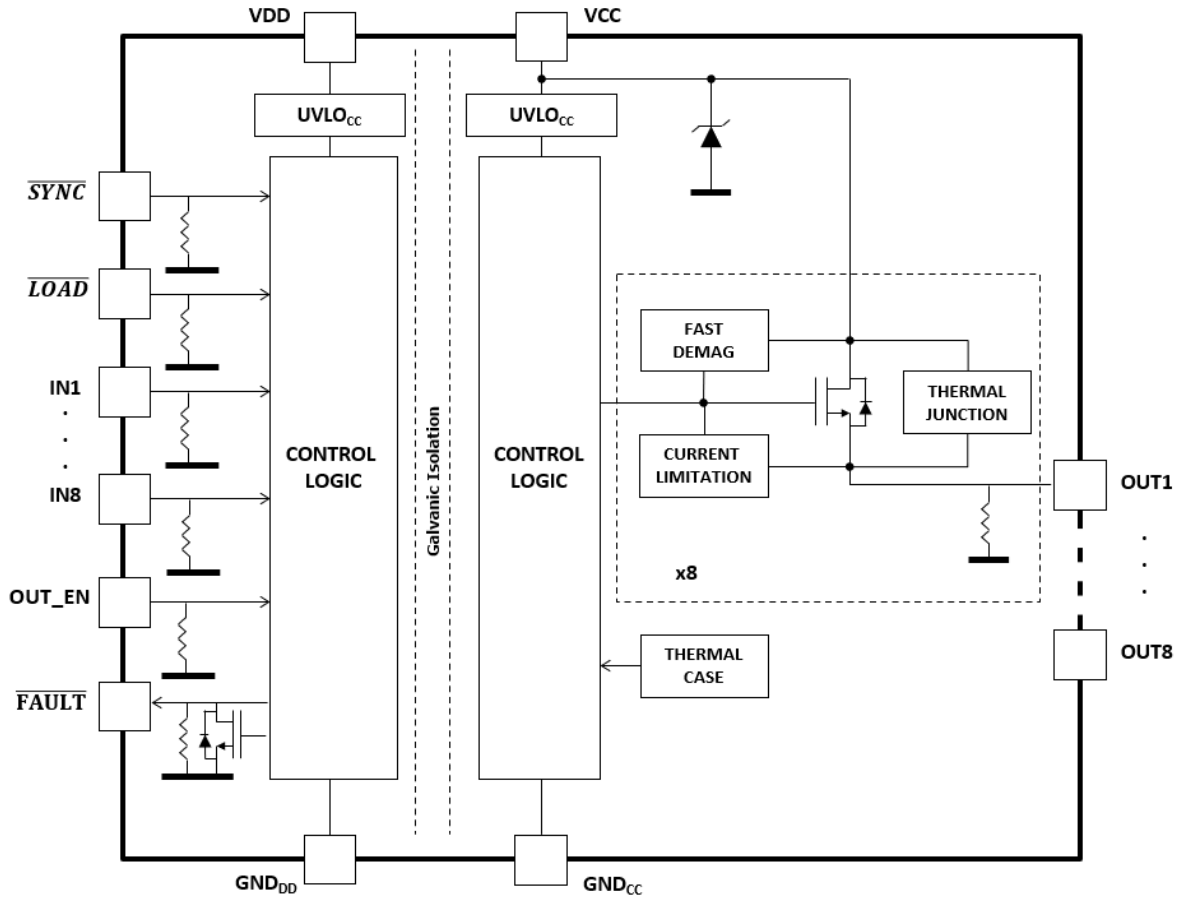 VDD
VCC
UVLOCC
UVLOCC
SYNC
LOAD
IN1
.
.
.
IN8
OUT_EN
FAULT
CONTROL
LOGIC
Galvanic Isolation
CONTROL
LOGIC
FAST
DEMAG
THERMAL
JUNCTION
CURRENT
LIMITATION
x8
THERMAL
CASE
OUT1
.
.
.
OUT8
GNDDD
GNDCC